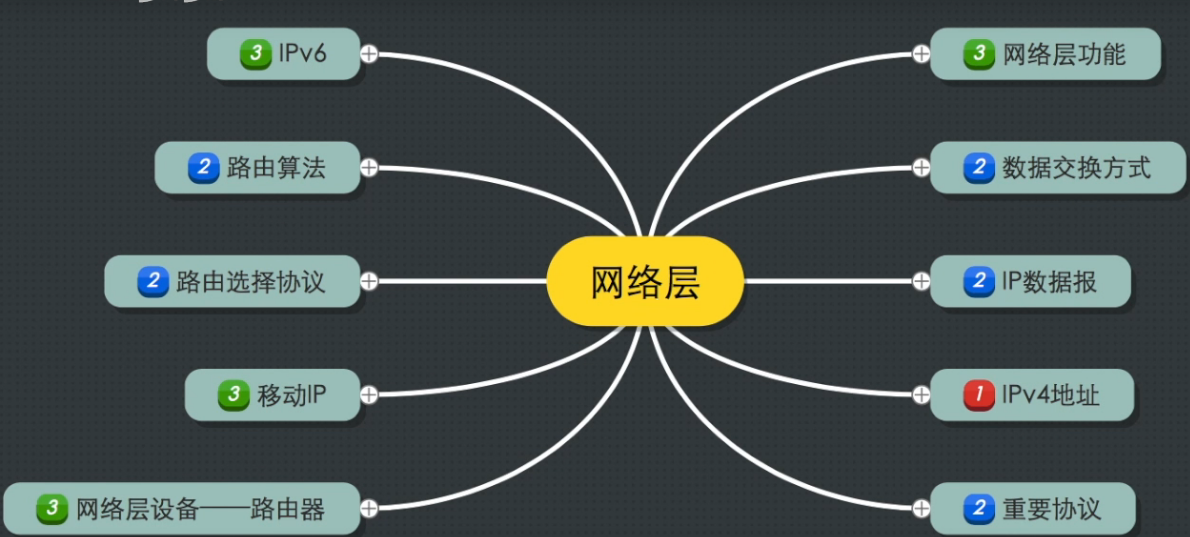 3 IPv6
3 网络层功能
2 路由算法
2 数据交换方式
2 路由选择协议
网络层
2 IP数据报
3 移动IP
1 IPv4地址
3 网络层设备——路由器
2 重要协议